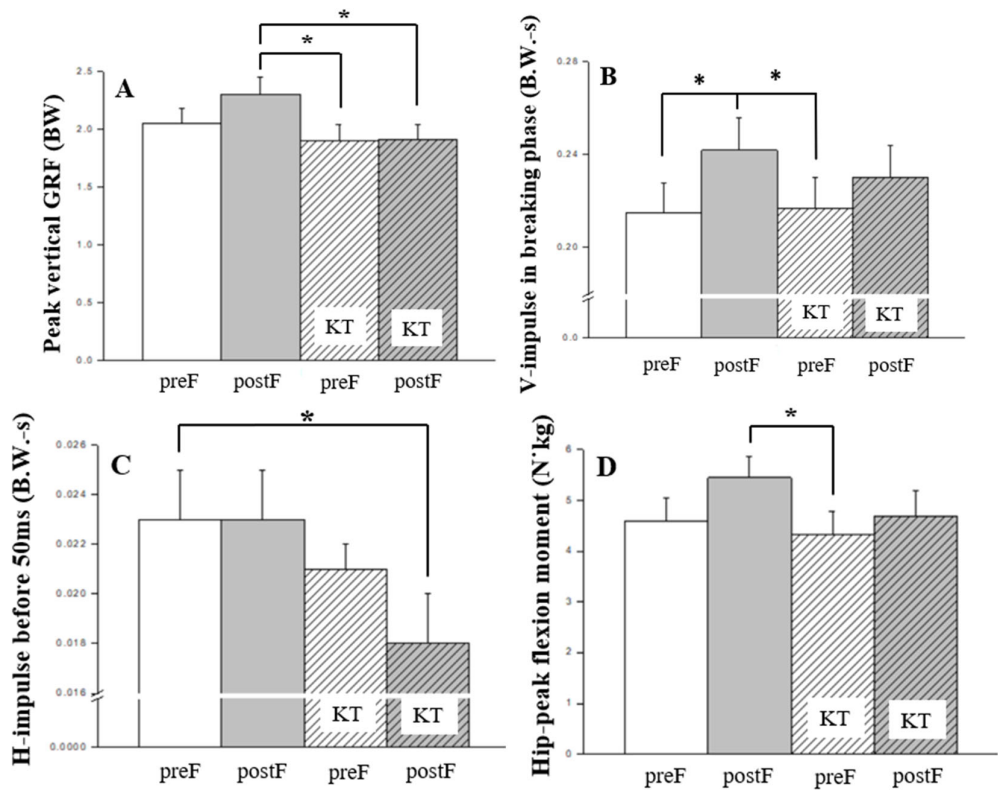 A
Peak vertical GRF (BW)
2.5
2.0
1.5
1.0
0.5
0.0
*
*
KT
KT
preF
postF
preF
postF
B
V-impulse in breaking phase (B.W.-s)
0.28
0.24
0.20
0.0
*
*
KT
KT
preF
postF
preF
postF
C
H-impulse before 50ms (B.W.-s)
0.026
0.024
0.022
0.020
0.018
0.016
0.0000
*
KT
KT
preF
postF
preF
postF
D
Hip-peak flexion moment (N˙kg)
6
5
4
3
2
1
0
*
KT
KT
preF
postF
preF
postF